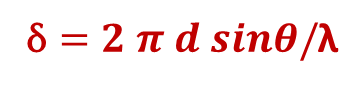 δ = 2 π d sinθ/λ